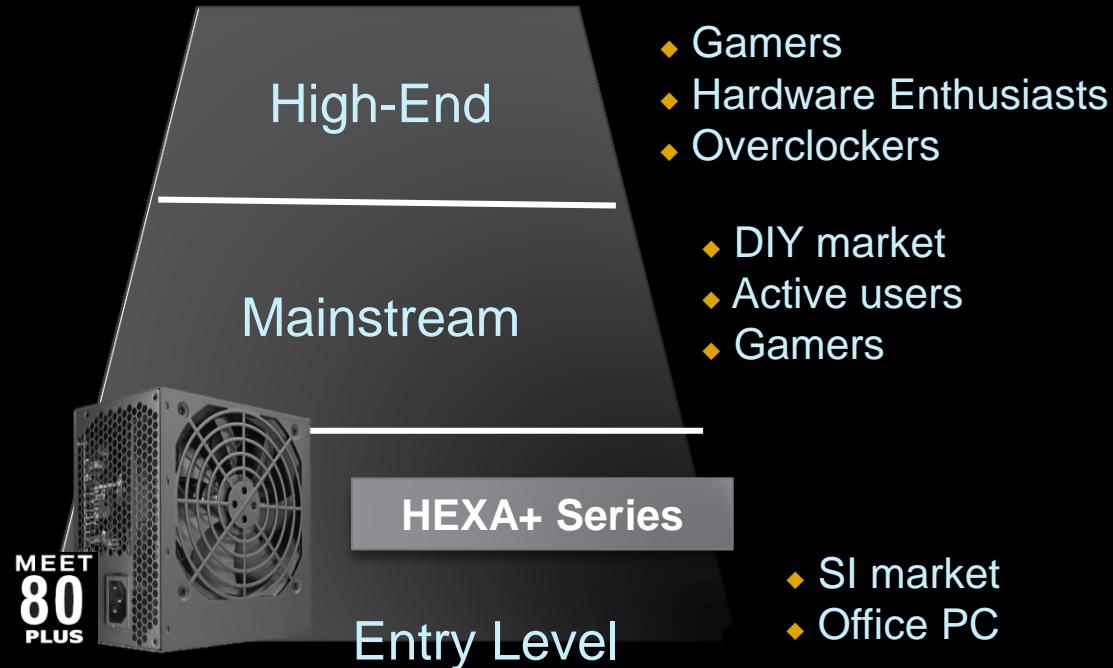 High-End
◆ Gamers
◆ Hardware Enthusiasts
◆ Overclockers
Mainstream
◆ DIY market
◆ Active users
◆ Gamers
HEXA+ Series
MEET
80
PLUS
Entry Level
◆ SI market
◆ Office PC